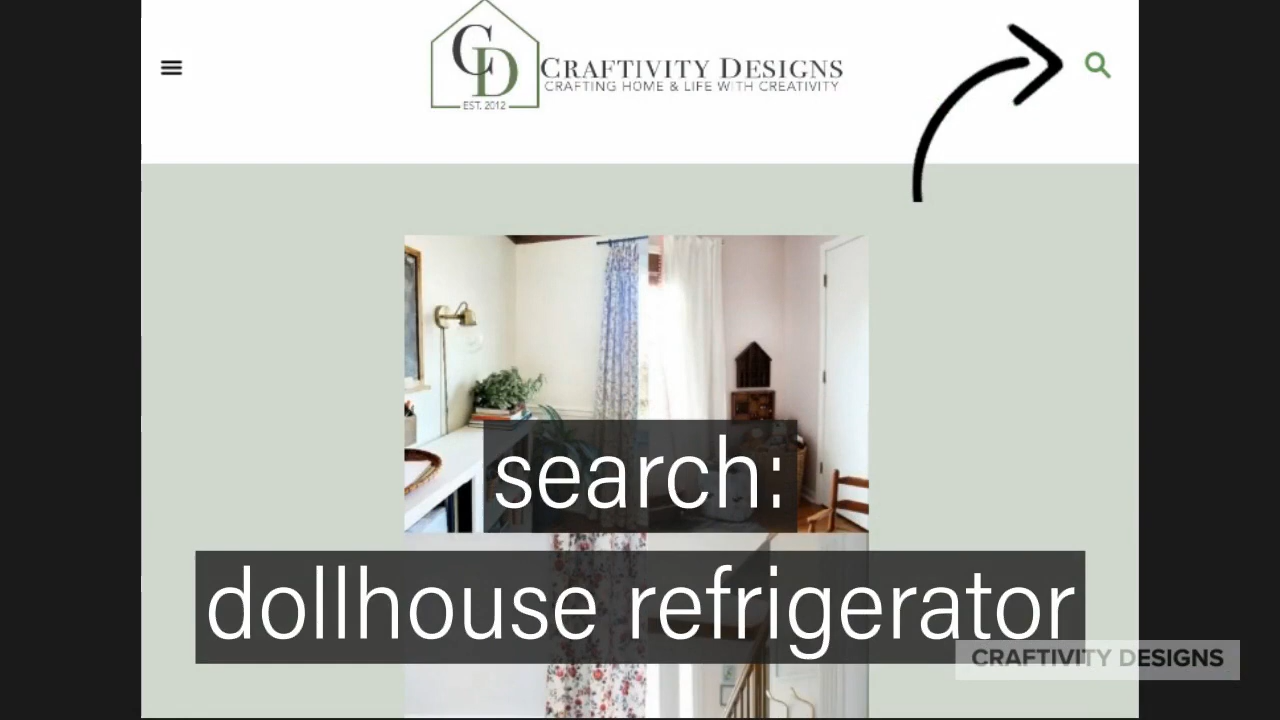 CD
CRAFTIVITY DESIGNS
CRAFTING HOME & LIFE WITH CREATIVITY
EST. 2012
search:
dollhouse refrigerator
CRAFTIVITY DESIGNS